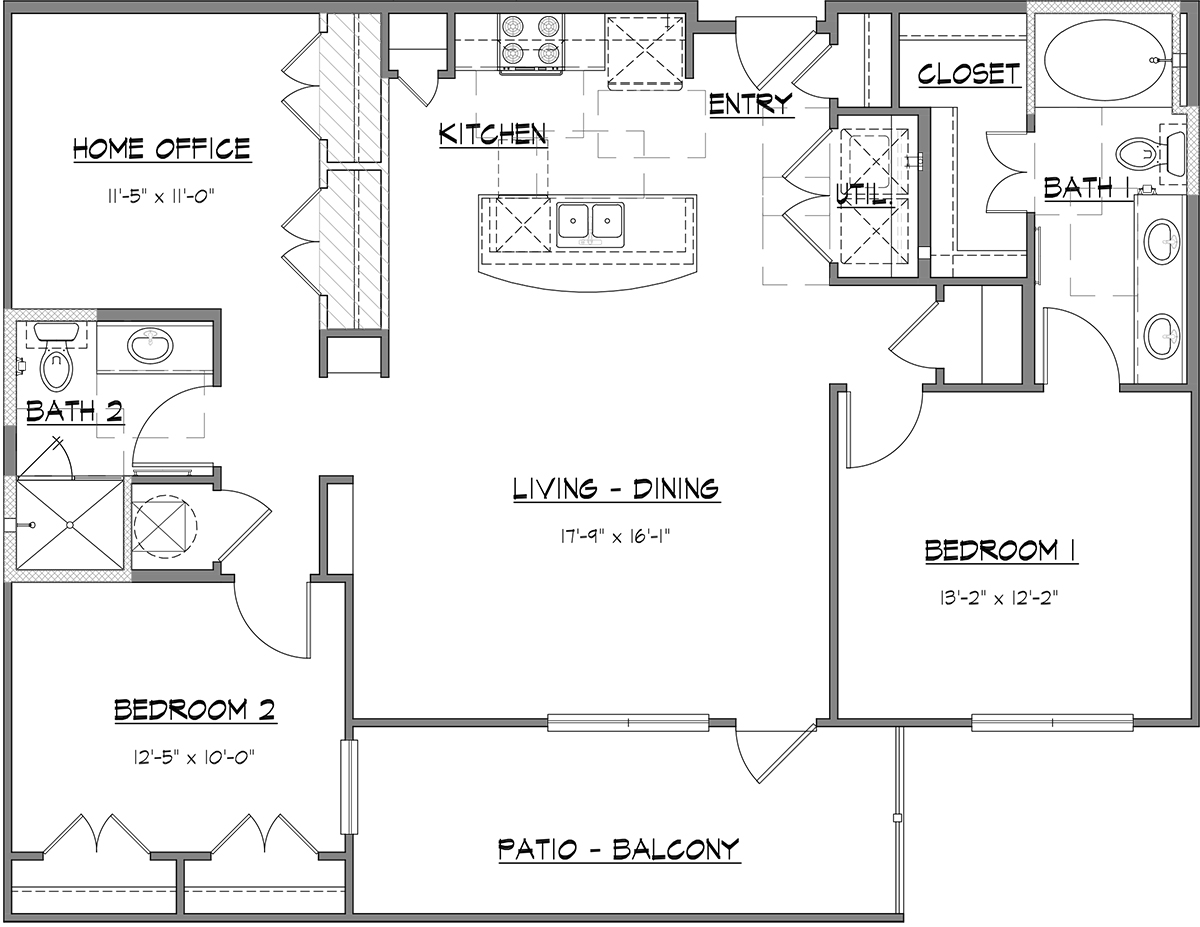 CLOSET
ENTRY
KITCHEN
HOME OFFICE
11'-5" x 11'-0"
BATH 1
UTIL.
BATH 2
LIVING - DINING
17'-9" x 16'-1"
BEDROOM 1
13'-2" x 12'-2"
BEDROOM 2
12'-5" x 10'-0"
PATIO - BALCONY